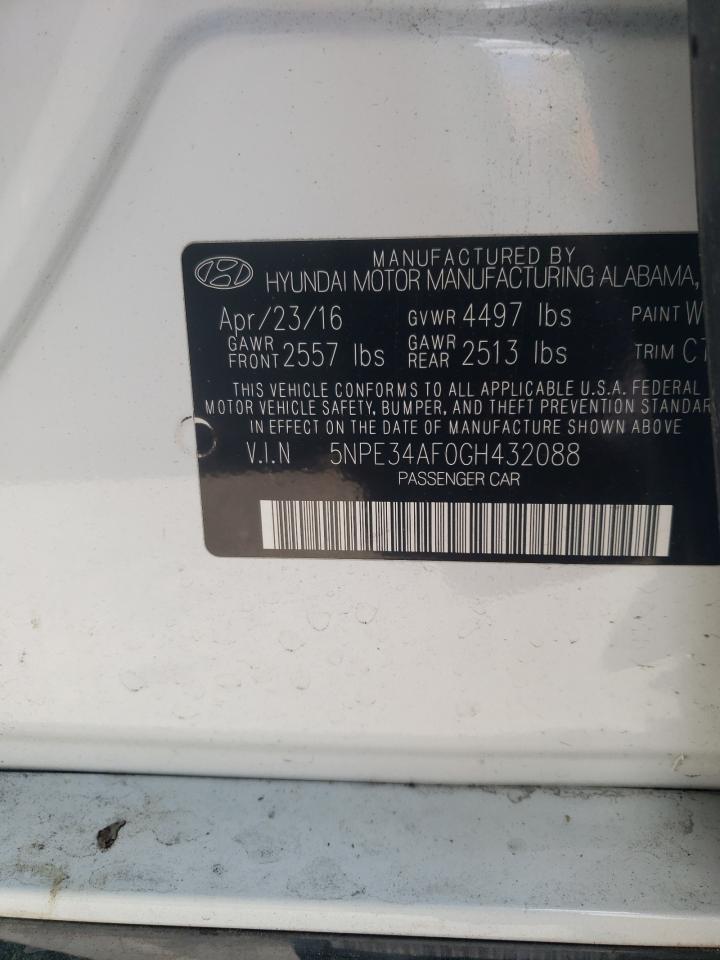 MANUFACTURED BY
HYUNDAI MOTOR MANUFACTURING ALABAMA,
Apr/23/16 GVWR 4497 lbs PAINT W
GAWR FRONT 2557 lbs GAWR REAR 2513 lbs TRIM CT
THIS VEHICLE CONFORMS TO ALL APPLICABLE U.S.A. FEDERAL
MOTOR VEHICLE SAFETY, BUMPER, AND THEFT PREVENTION STANDAR
IN EFFECT ON THE DATE OF MANUFACTURE SHOWN ABOVE
V.I.N 5NPE34AF0GH432088
PASSENGER CAR